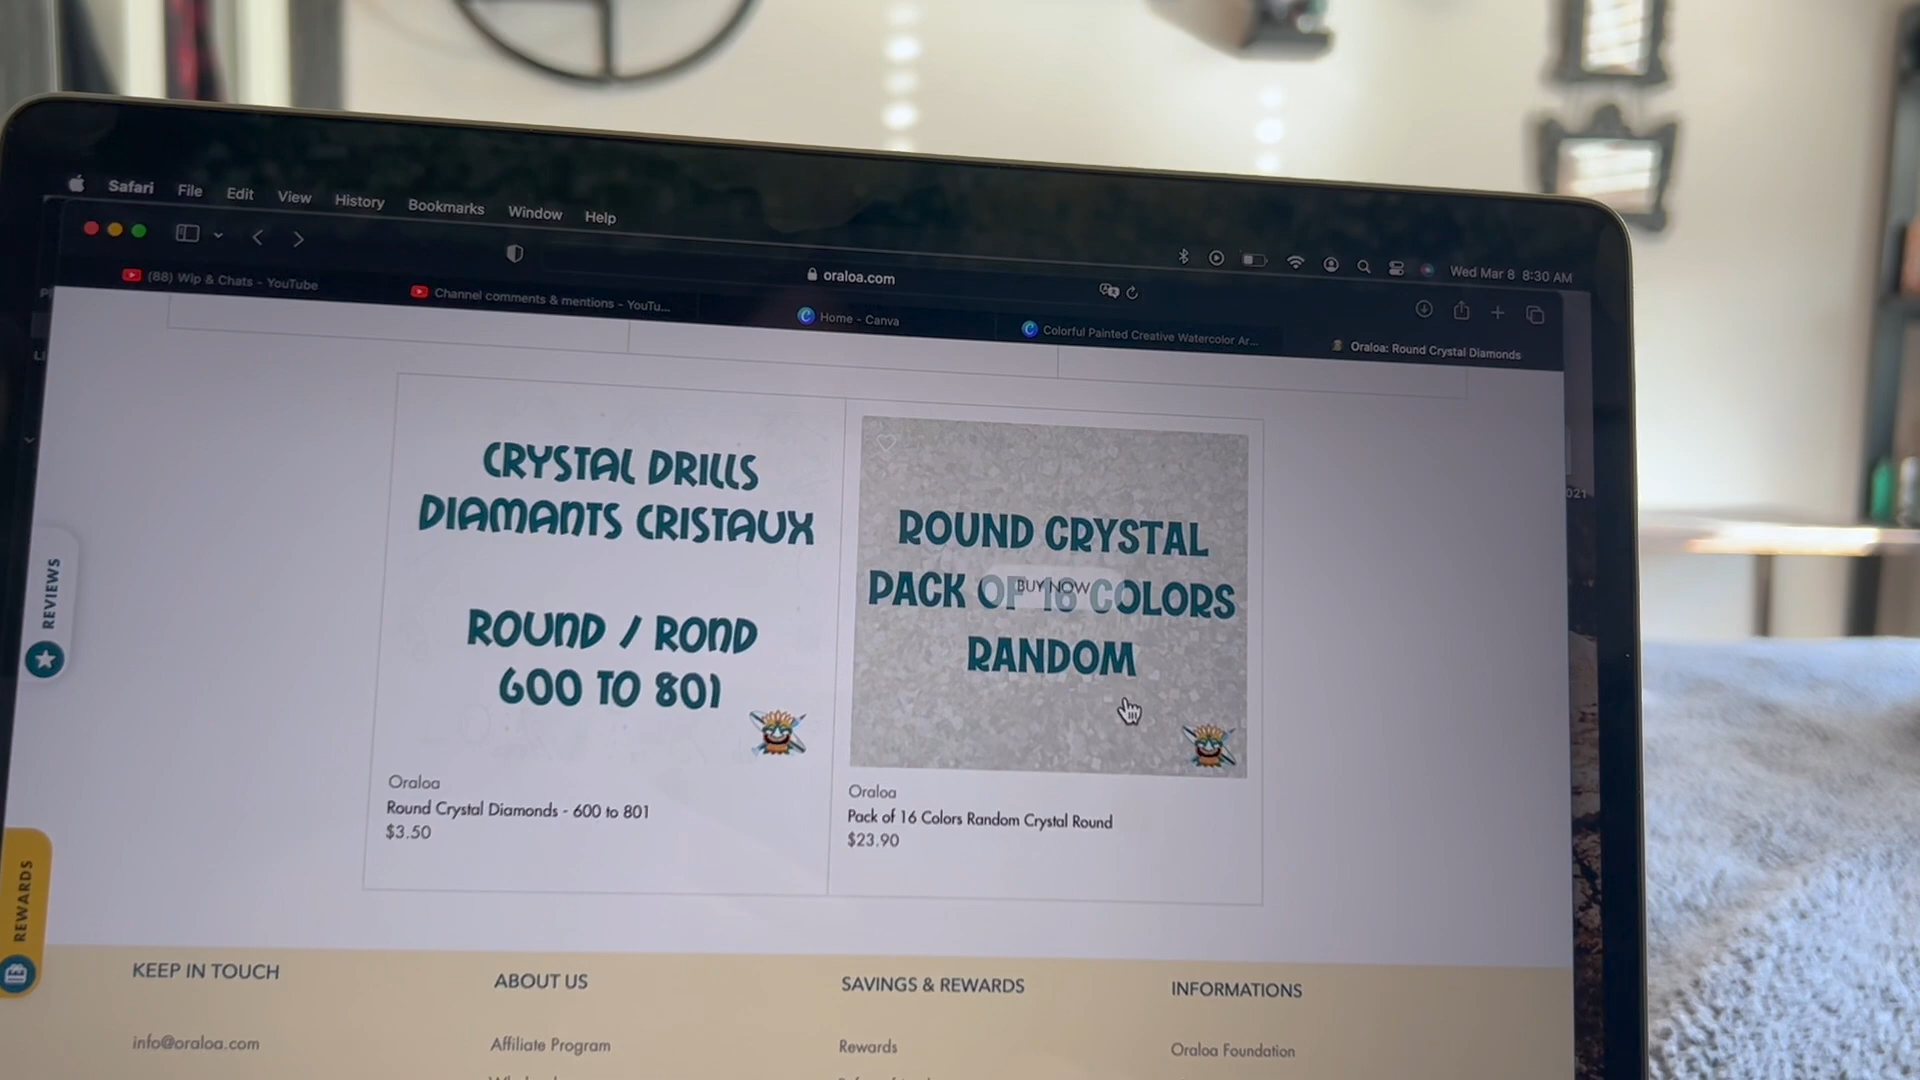 Safari File Edit View History Bookmarks Window Help
Wed Mar 8 8:30 AM
oraloa.com
(88) Wip & Chats - YouTube
Channel comments & mentions - YouTu...
Home - Canva
Colorful Painted Creative Watercolor Ar...
Oraloa: Round Crystal Diamonds
CRYSTAL DRILLS
DIAMANTS CRISTAUX
ROUND / ROND
600 TO 801
ROUND CRYSTAL
PACK OF 16 COLORS
RANDOM
BUY NOW
Oraloa
Round Crystal Diamonds - 600 to 801
$3.50
Oraloa
Pack of 16 Colors Random Crystal Round
$23.90
REVIEWS
REWARDS
KEEP IN TOUCH
info@oraloa.com
ABOUT US
Affiliate Program
SAVINGS & REWARDS
Rewards
INFORMATIONS
Oraloa Foundation